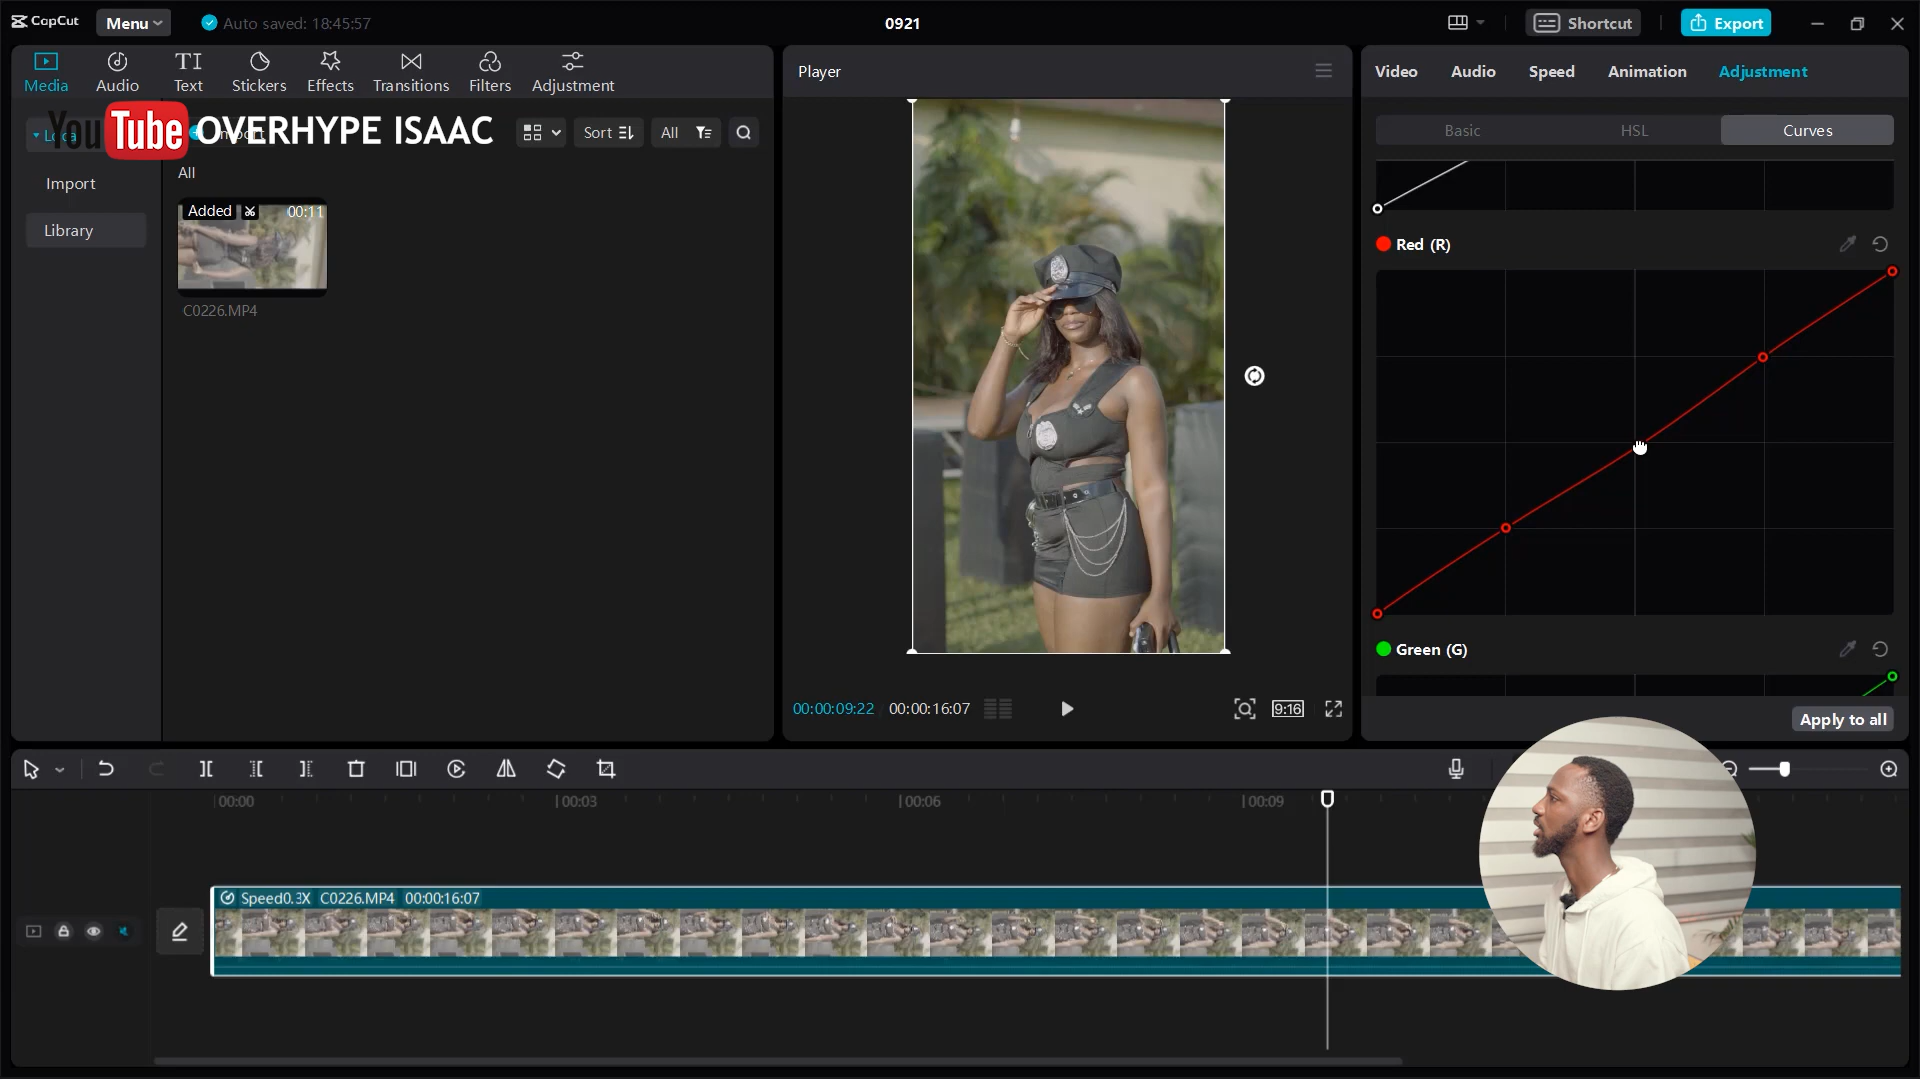 CapCut
Menu
Auto saved: 18:45:57
0921
Shortcut
Export
Media
Audio
Text
Stickers
Effects
Transitions
Filters
Adjustment
Player
Video
Audio
Speed
Animation
Adjustment
YouTube OVERHYPE ISAAC
Sort
All
Basic
HSL
Curves
All
Import
Library
Added
00:11
C0226.MP4
Red (R)
Green (G)
00:00:09:22
00:00:16:07
9:16
Apply to all
00:00
00:03
00:06
00:09
Speed0.3X C0226.MP4 00:00:16:07